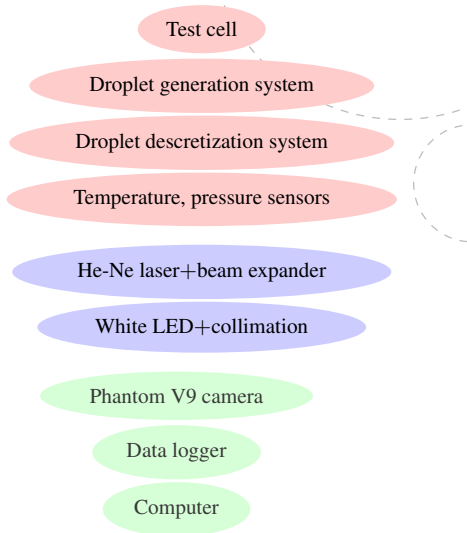 Test cell
Droplet generation system
Droplet descretization system
Temperature, pressure sensors
He-Ne laser+beam expander
White LED+collimation
Phantom V9 camera
Data logger
Computer